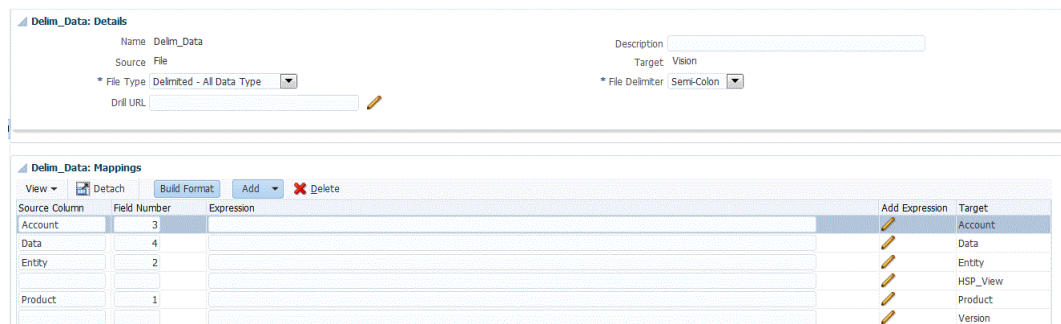 Delim_Data: Details
Name Delim_Data
Description
Source File
Target Vision
* File Type Delimited - All Data Type
* File Delimiter Semi-Colon
Drill URL
Delim_Data: Mappings
View Detach Build Format Add Delete
Source Column Field Number Expression Add Expression Target
Account 3 Account
Data 4 Data
Entity 2 Entity
HSP_View
Product 1 Product
Version